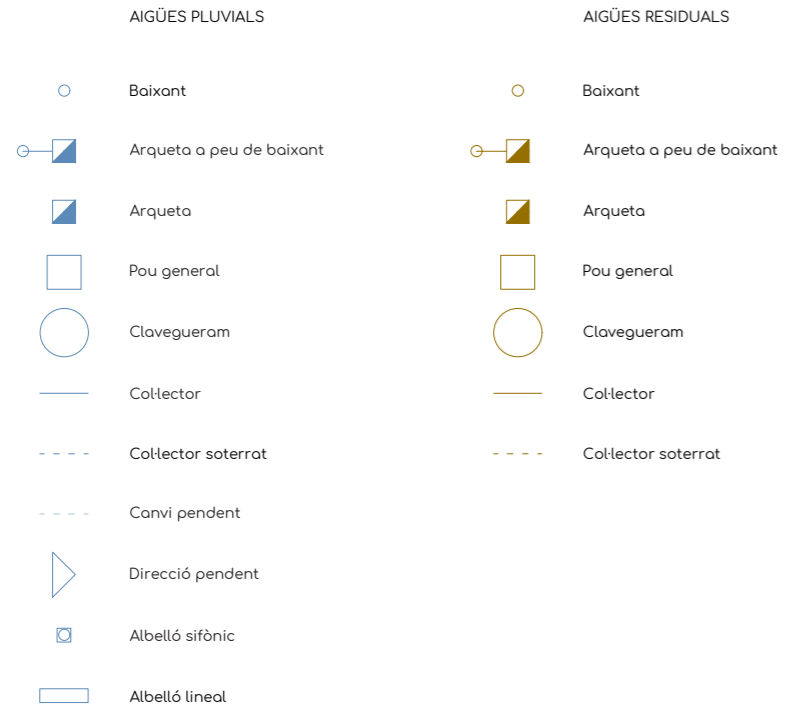 AIGÜES PLUVIALS
Baixant
Arqueta a peu de baixant
Arqueta
Pou general
Clavegueram
Col·lector
Col·lector soterrat
Canvi pendent
Direcció pendent
Albelló sifònic
Albelló lineal
AIGÜES RESIDUALS
Baixant
Arqueta a peu de baixant
Arqueta
Pou general
Clavegueram
Col·lector
Col·lector soterrat